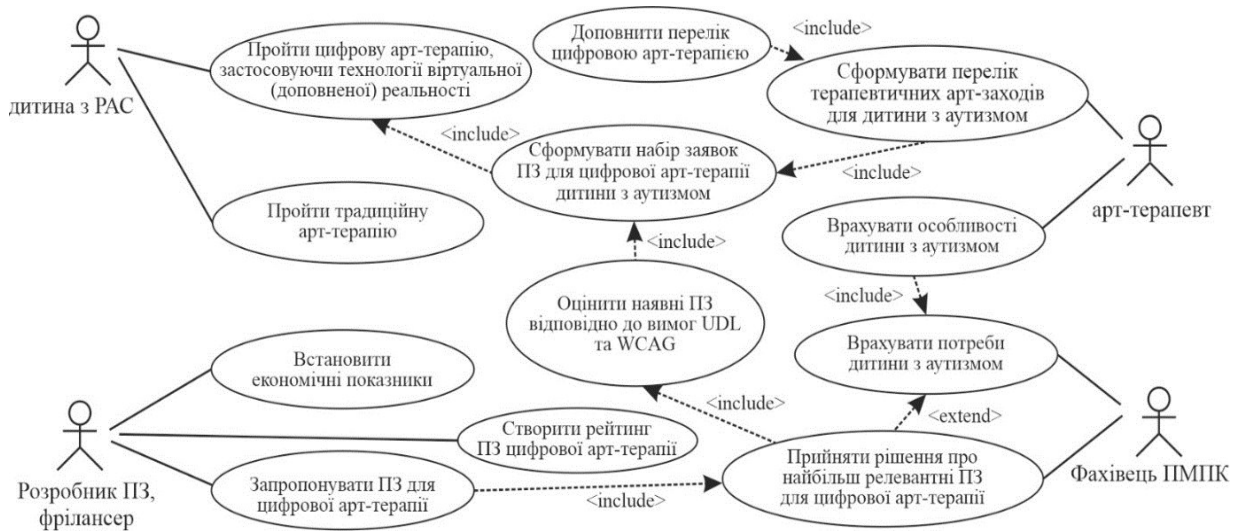 Доповнити перелік
цифровою арт-терапією
<include>
Пройти цифрову арт-терапію,
застосовуючи технології віртуальної
(доповненої) реальності
Сформувати перелік
терапевтичних арт-заходів
для дитини з аутизмом
дитина з РАС
<include>
Сформувати набір заявок
ПЗ для цифрової арт-терапії
дитини з аутизмом
<include>
Пройти традиційну
арт-терапію
арт-терапевт
Врахувати особливості
дитини з аутизмом
<include>
<include>
Оцінити наявні ПЗ
відповідно до вимог UDL
та WCAG
Встановити
економічні показники
Врахувати потреби
дитини з аутизмом
<include>
<extend>
Створити рейтинг
ПЗ цифрової арт-терапії
Прийняти рішення про
найбільш релевантні ПЗ
для цифрової арт-терапії
Запропонувати ПЗ для
цифрової арт-терапії
<include>
Розробник ПЗ,
фрілансер
Фахівець ПМПК